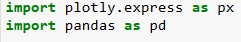 import plotly.express as px
import pandas as pd